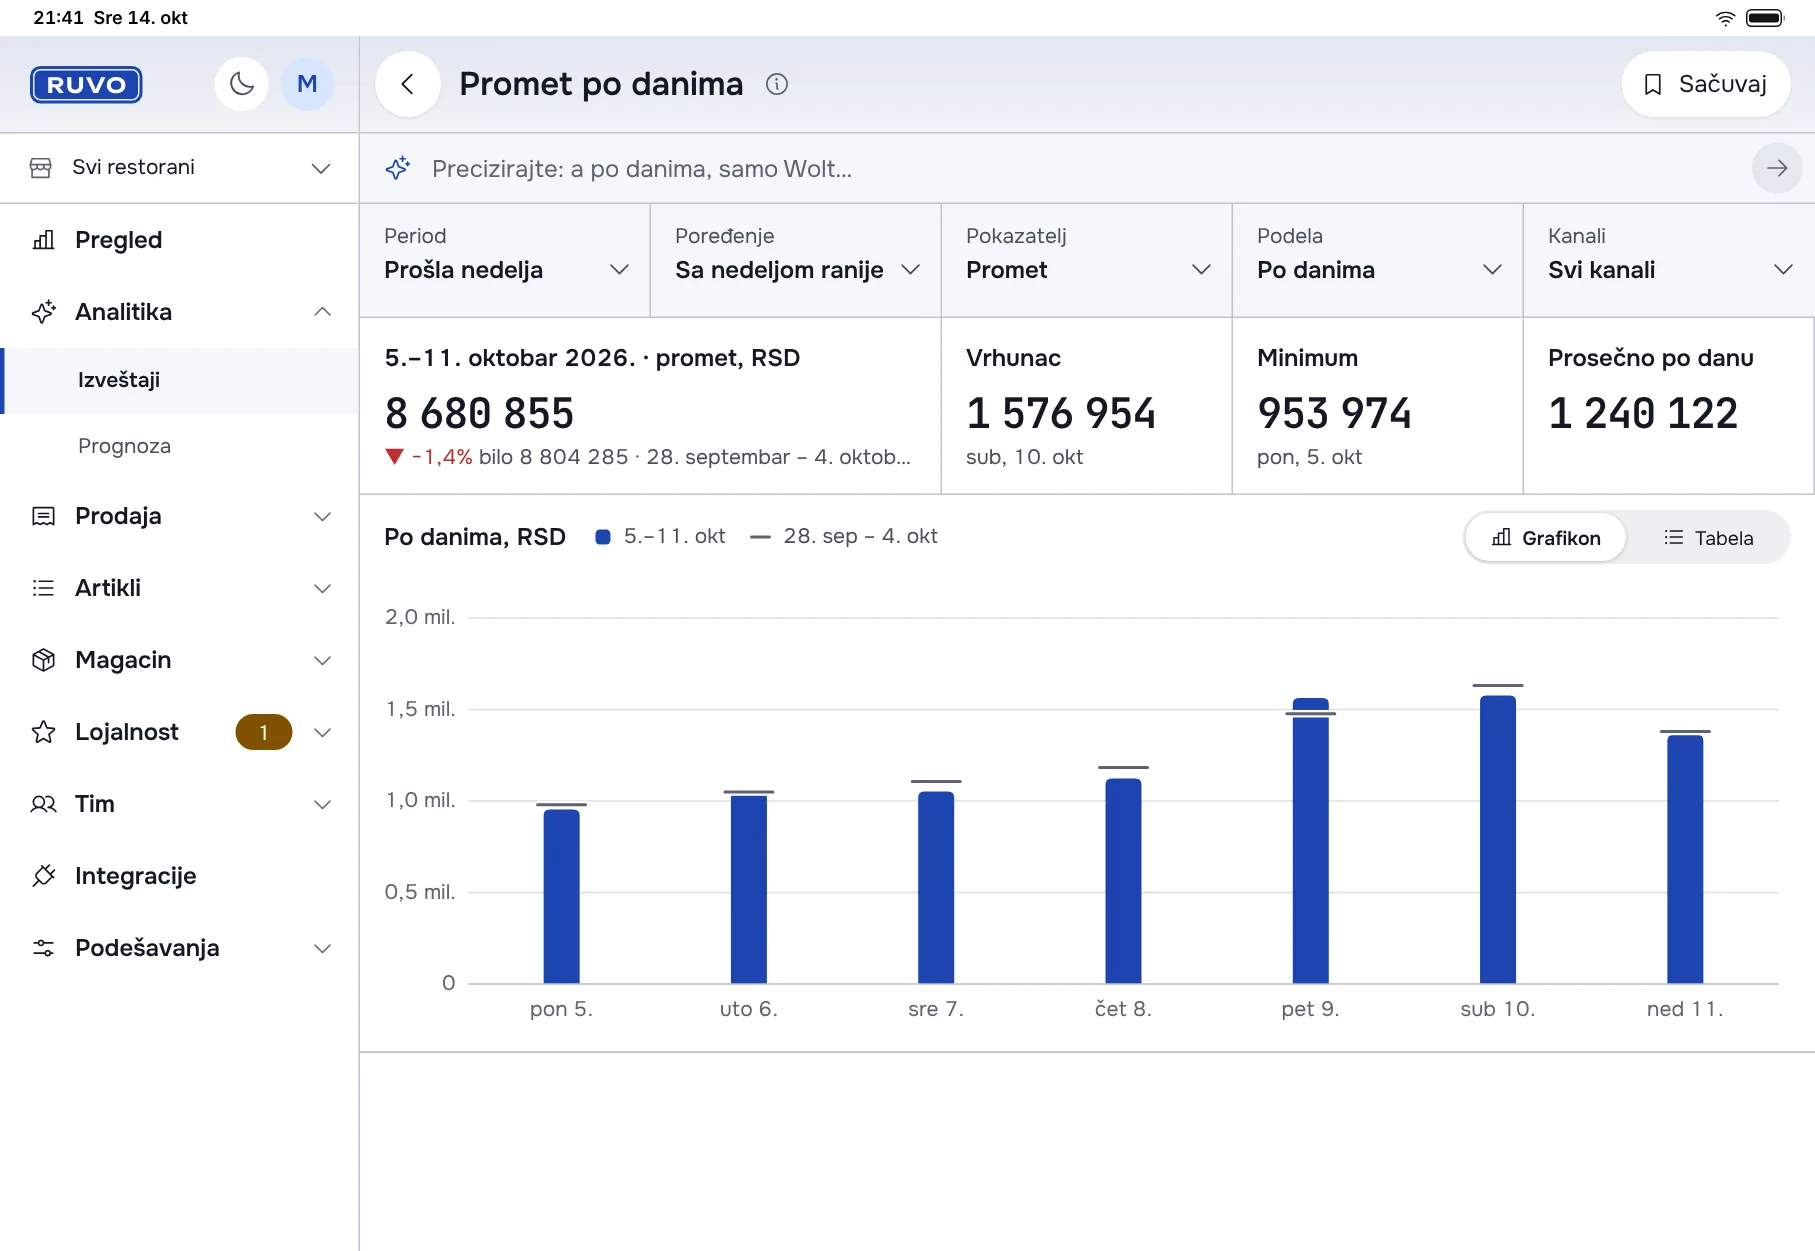 21:41 Sre 14. okt
RUVO
M
Promet po danima
Sačuvaj
Svi restorani
Precizirajte: a po danima, samo Wolt...
Pregled
Analitika
Izveštaji
Prognoza
Prodaja
Artikli
Magacin
Lojalnost 1
Tim
Integracije
Podešavanja
Period
Prošla nedelja
Poređenje
Sa nedeljom ranije
Pokazatelj
Promet
Podela
Po danima
Kanali
Svi kanali
5.–11. oktobar 2026. · promet, RSD
8 680 855
▼ -1,4% bilo 8 804 285 · 28. septembar – 4. oktob...
Vrhunac
1 576 954
sub, 10. okt
Minimum
953 974
pon, 5. okt
Prosečno po danu
1 240 122
Po danima, RSD
5.–11. okt
28. sep – 4. okt
Grafikon
Tabela
2,0 mil.
1,5 mil.
1,0 mil.
0,5 mil.
0
pon 5. uto 6. sre 7. čet 8. pet 9. sub 10. ned 11.